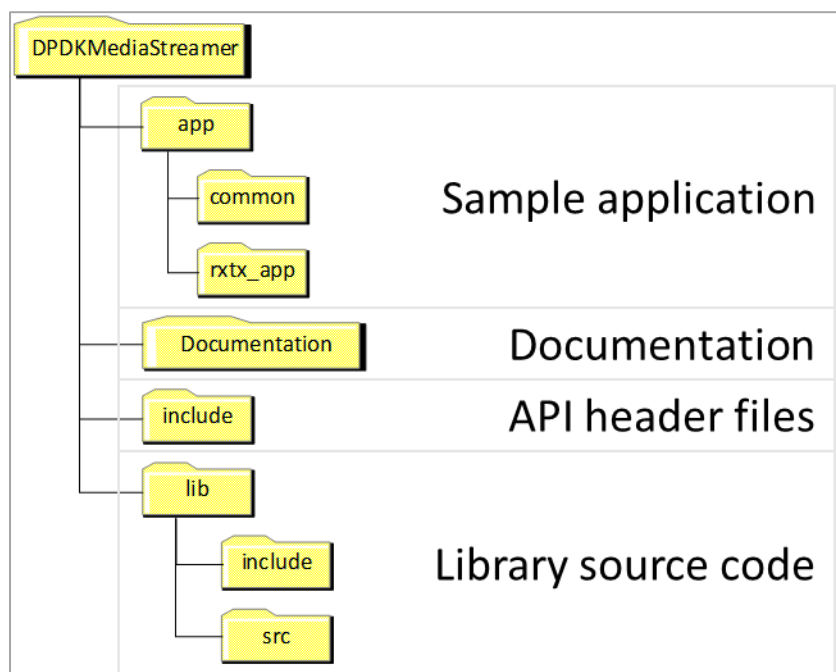 DPDKMediaStreamer
app
common
Sample application
rxtx_app
Documentation
Documentation
include
API header files
lib
include
Library source code
src